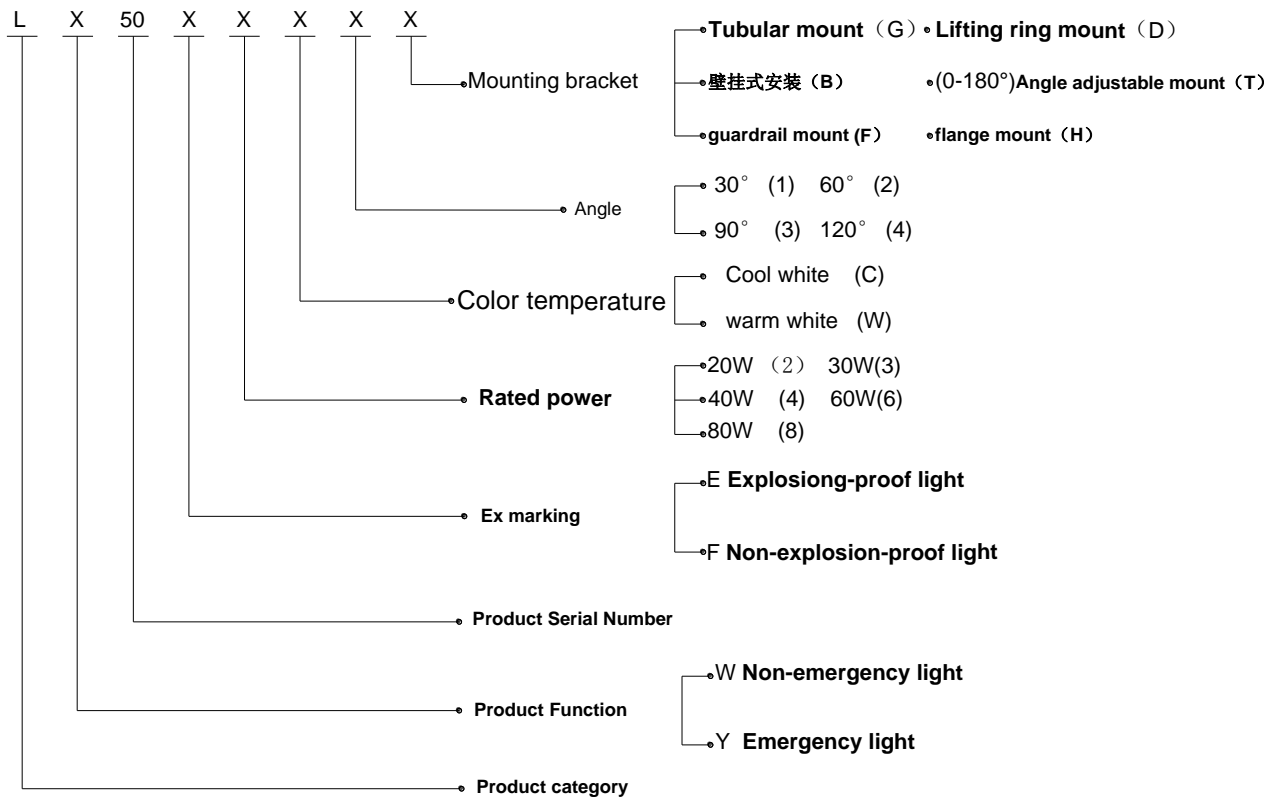 L X 50 X X X X X
Tubular mount（G） Lifting ring mount（D）
Mounting bracket 壁挂式安装（B） (0-180°)Angle adjustable mount（T）
guardrail mount (F） flange mount（H）
30° (1) 60° (2)
Angle
90° (3) 120° (4)
Cool white (C)
Color temperature
warm white (W)
20W （2） 30W(3)
Rated power 40W (4) 60W(6)
80W (8)
E Explosiong-proof light
Ex marking
F Non-explosion-proof light
Product Serial Number
W Non-emergency light
Product Function
Y Emergency light
Product category